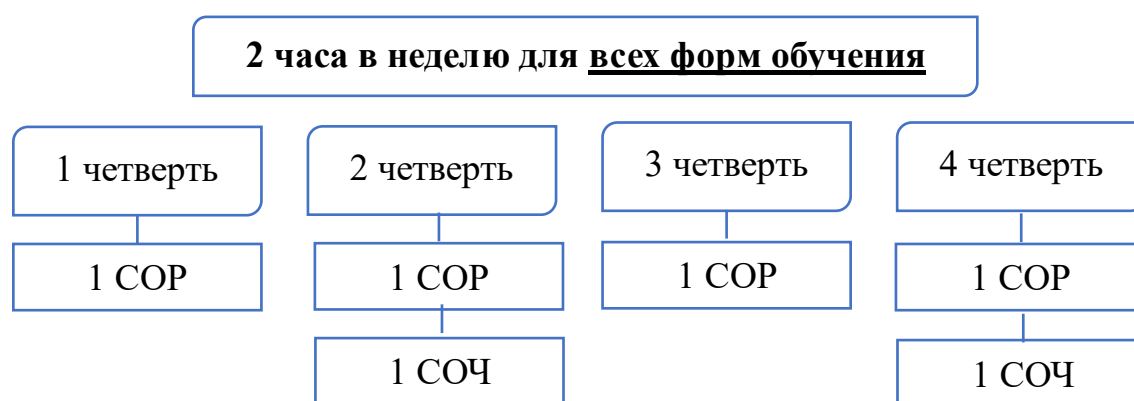 2 часа в неделю для всех форм обучения
1 четверть
2 четверть
3 четверть
4 четверть
1 СОР
1 СОР
1 СОР
1 СОР
1 СОЧ
1 СОЧ